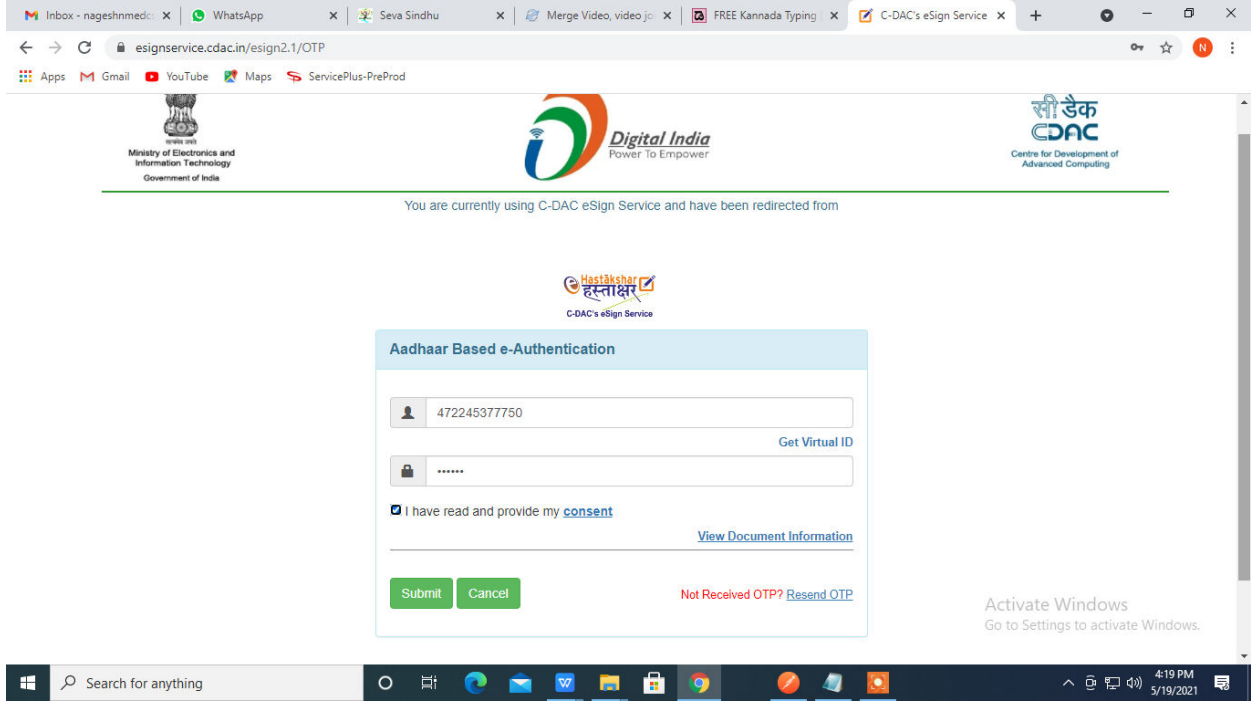 Inbox - nageshnmedc
WhatsApp
Seva Sindhu
Merge Video, video jo
FREE Kannada Typing
C-DAC's eSign Service
esignservice.cdac.in/esign2.1/OTP
N
Apps Gmail YouTube Maps ServicePlus-PreProd
सत्यमेव जयते
Ministry of Electronics and
Information Technology
Government of India
Digital India
Power To Empower
सी डैक
CDAC
Centre for Development of
Advanced Computing
You are currently using C-DAC eSign Service and have been redirected from
Hastākshar
हस्ताक्षर
C-DAC's eSign Service
Aadhaar Based e-Authentication
472245377750
Get Virtual ID
••••••
I have read and provide my consent
View Document Information
Submit Cancel Not Received OTP? Resend OTP
Activate Windows
Go to Settings to activate Windows.
Search for anything
4:19 PM
5/19/2021